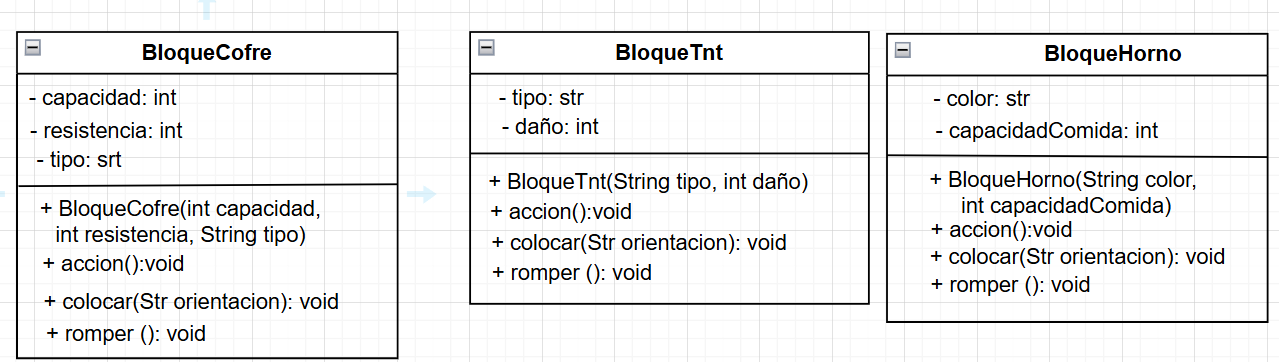 BloqueCofre
- capacidad: int
- resistencia: int
- tipo: srt
+ BloqueCofre(int capacidad,
int resistencia, String tipo)
+ accion():void
+ colocar(Str orientacion): void
+ romper (): void
BloqueTnt
- tipo: str
- daño: int
+ BloqueTnt(String tipo, int daño)
+ accion():void
+ colocar(Str orientacion): void
+ romper (): void
BloqueHorno
- color: str
- capacidadComida: int
+ BloqueHorno(String color,
int capacidadComida)
+ accion():void
+ colocar(Str orientacion): void
+ romper (): void